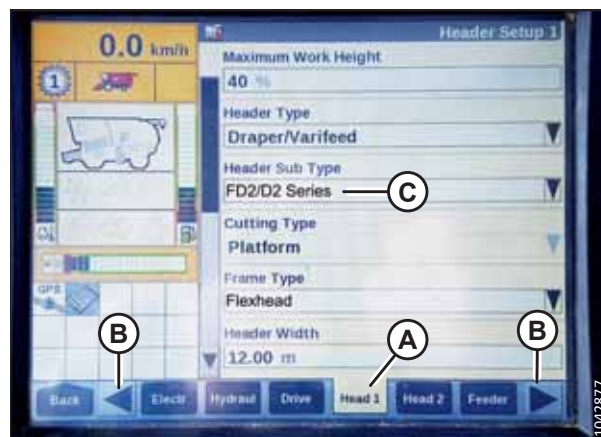 0.0 km/h
Header Setup 1
1
Maximum Work Height
40 %
Header Type
Draper/Varifeed
Header Sub Type
FD2/D2 Series
C
Cutting Type
Platform
Frame Type
Flexhead
GPS
Header Width
12.00 m
A
B
B
Back
Electr
Hydraul
Drive
Head 1
Head 2
Feeder
1042877